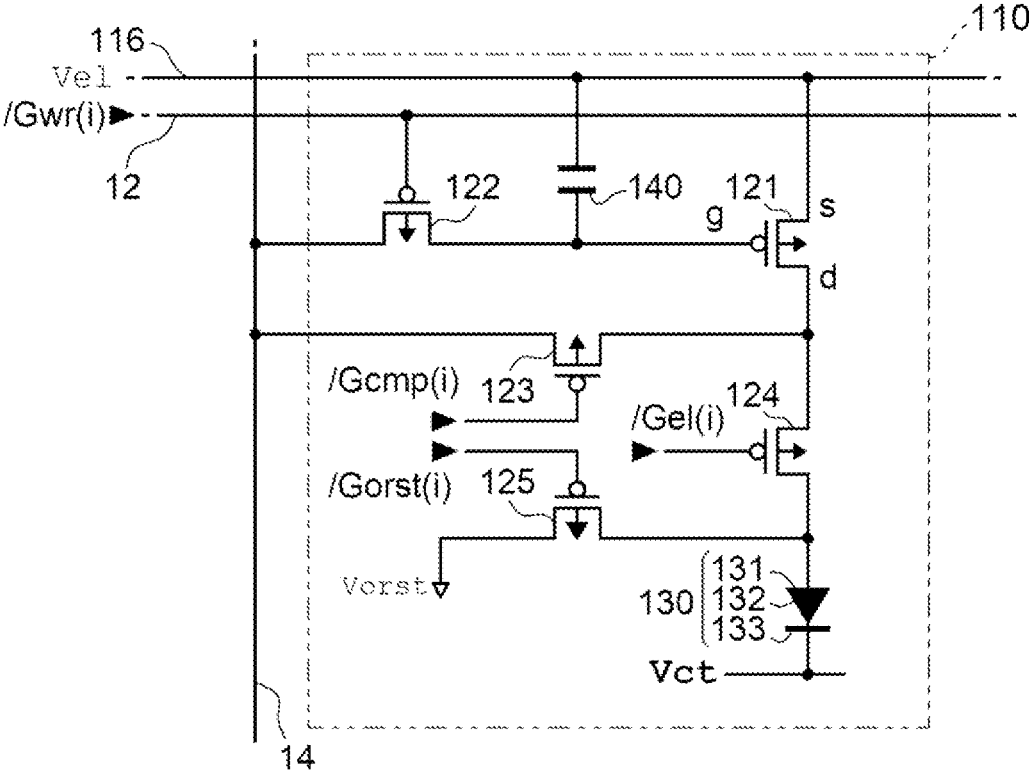 110
116
Vel
/Gwr(i)
12
122
140
121
g
s
d
/Gcmp(i)
123
124
/Gel(i)
/Gorst(i)
125
Vorst
130
131
132
133
Vct
14